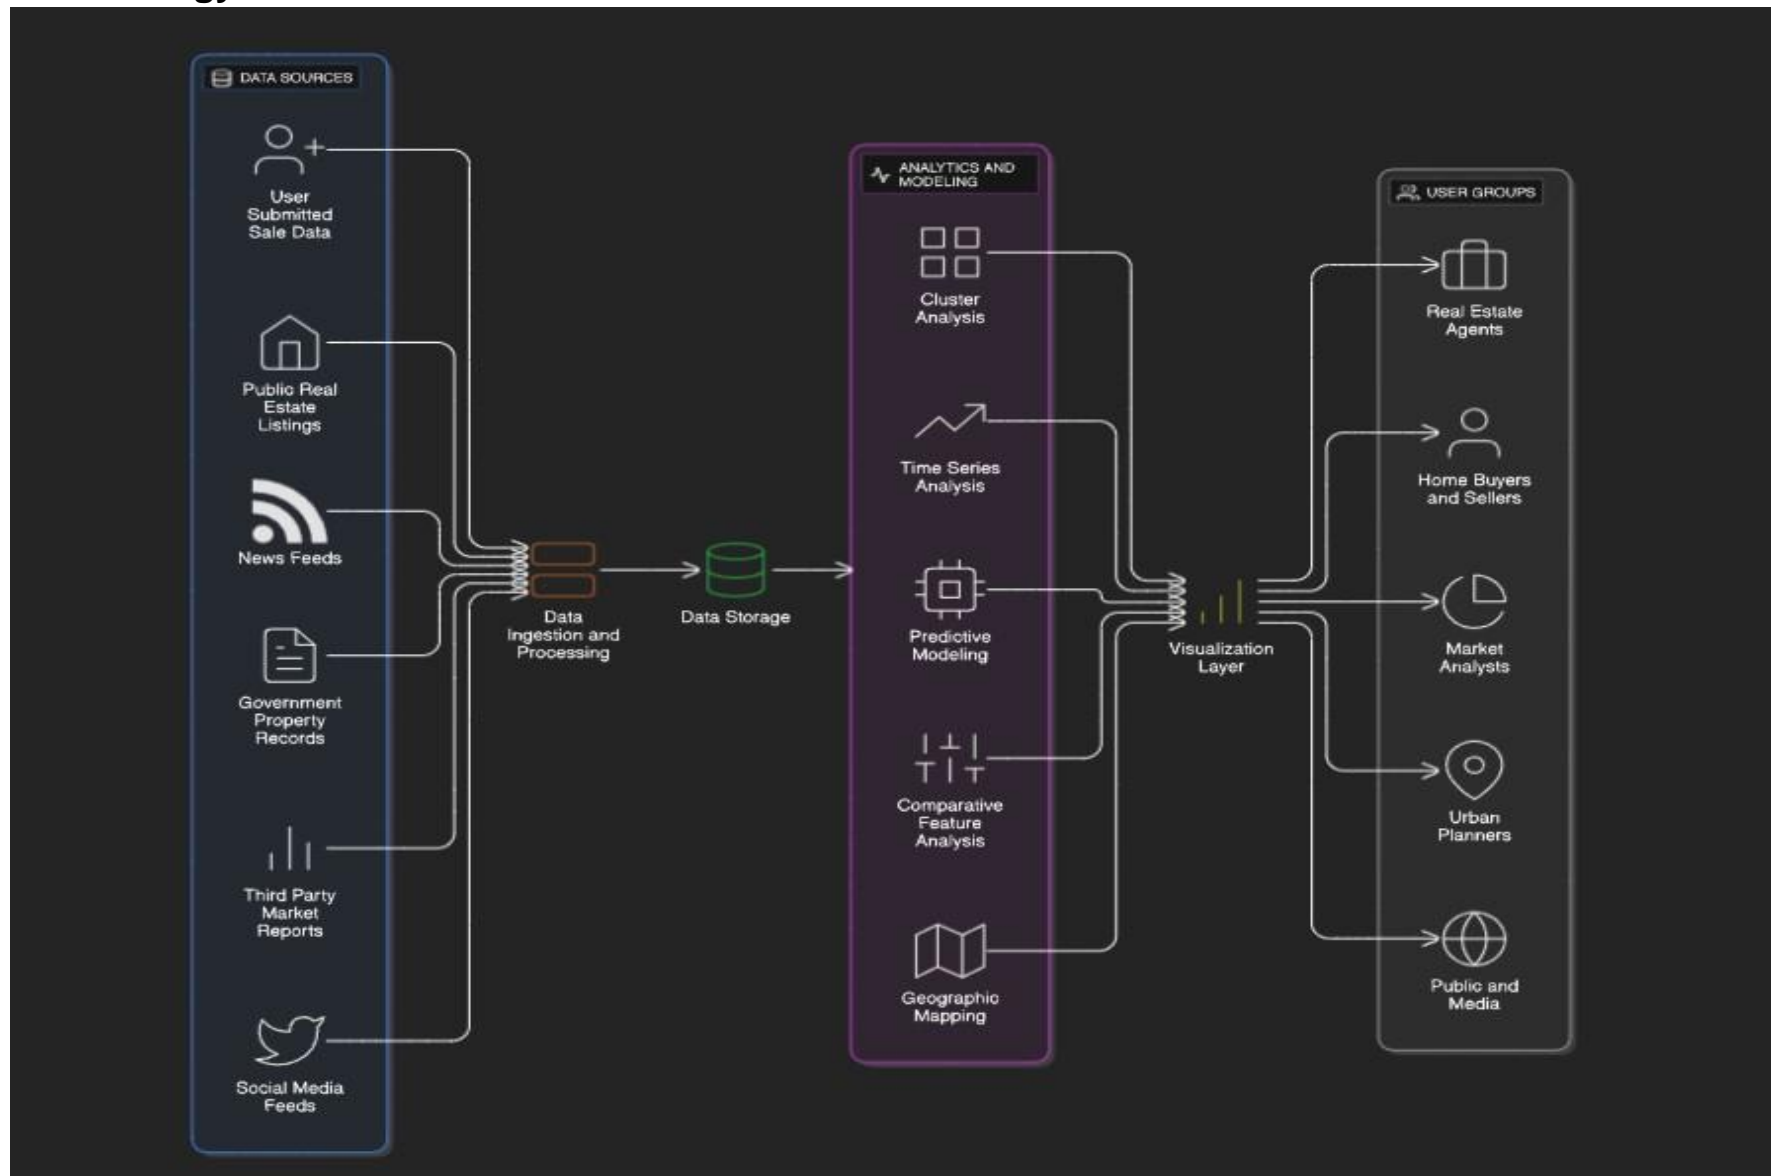 DATA SOURCES
User
Submitted
Sale Data
Public Real
Estate
Listings
News Feeds
Government
Property
Records
Third Party
Market
Reports
Social Media
Feeds
Data
Ingestion and
Processing
Data Storage
ANALYTICS AND
MODELING
Cluster
Analysis
Time Series
Analysis
Predictive
Modeling
Comparative
Feature
Analysis
Geographic
Mapping
Visualization
Layer
USER GROUPS
Real Estate
Agents
Home Buyers
and Sellers
Market
Analysts
Urban
Planners
Public and
Media